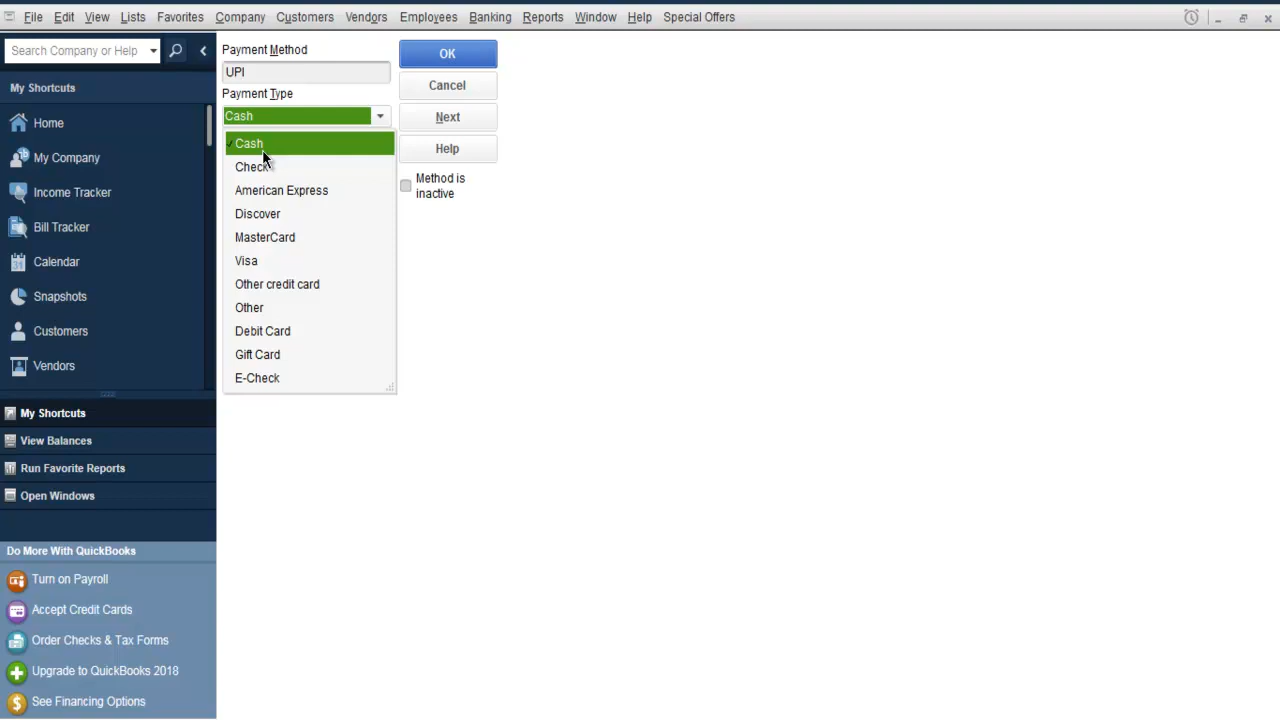 File Edit View Lists Favorites Company Customers Vendors Employees Banking Reports Window Help Special Offers
Search Company or Help
My Shortcuts
Home
My Company
Income Tracker
Bill Tracker
Calendar
Snapshots
Customers
Vendors
My Shortcuts
View Balances
Run Favorite Reports
Open Windows
Do More With QuickBooks
Turn on Payroll
Accept Credit Cards
Order Checks & Tax Forms
Upgrade to QuickBooks 2018
See Financing Options
Payment Method
UPI
Payment Type
Cash
Cash
Check
American Express
Discover
MasterCard
Visa
Other credit card
Other
Debit Card
Gift Card
E-Check
OK
Cancel
Next
Help
Method is
inactive